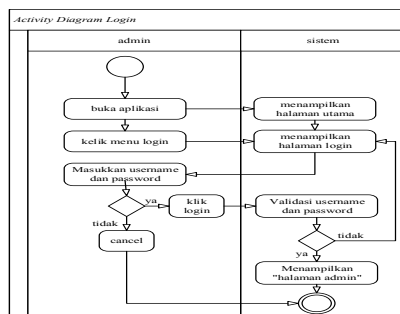 Activity Diagram Login
admin
sistem
buka aplikasi
menampilkan
halaman utama
kelik menu login
menampilkan
halaman login
Masukkan username
dan password
ya
klik
login
Validasi username
dan password
tidak
cancel
tidak
ya
Menampilkan
"halaman admin"